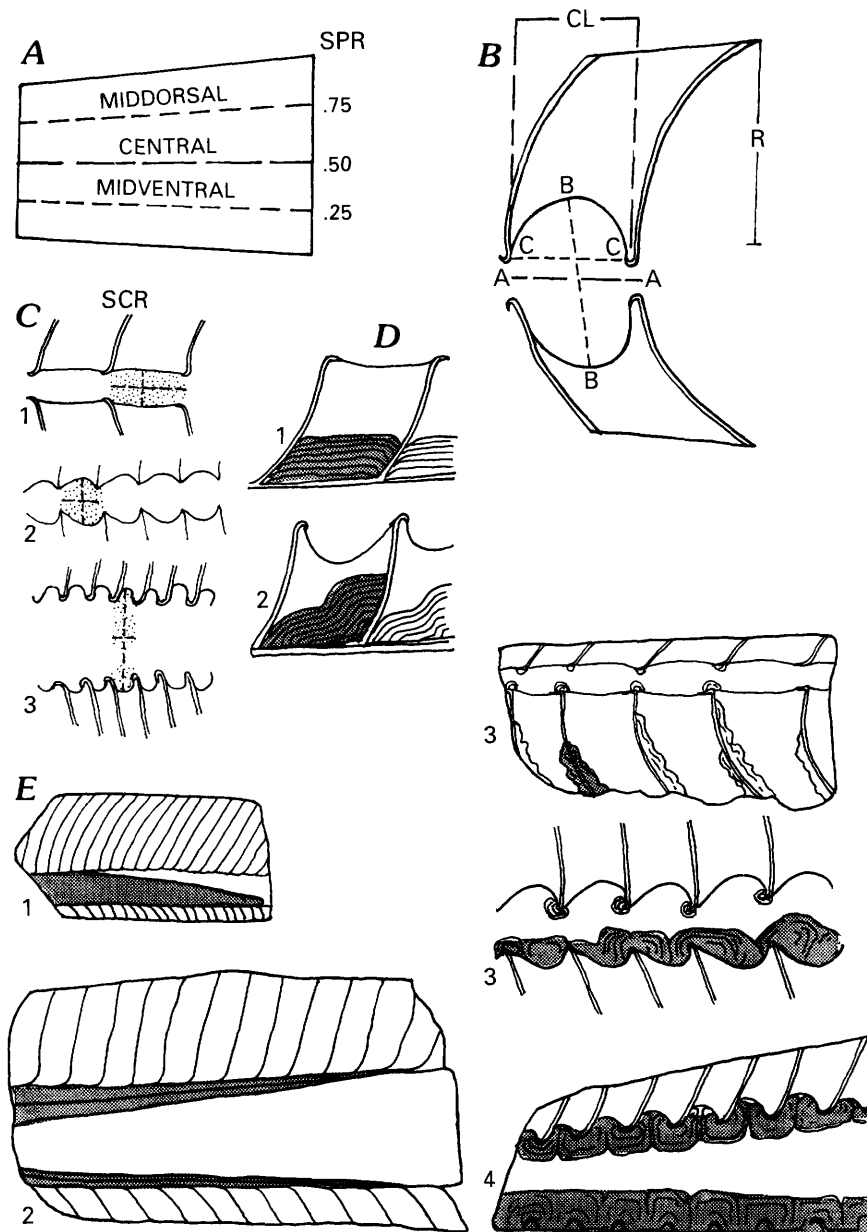 A
SPR
MIDDORSAL
.75
CENTRAL
.50
MIDVENTRAL
.25
B
CL
R
B
C
C
A
A
B
C
SCR
1
2
3
D
1
2
3
3
4
E
1
2